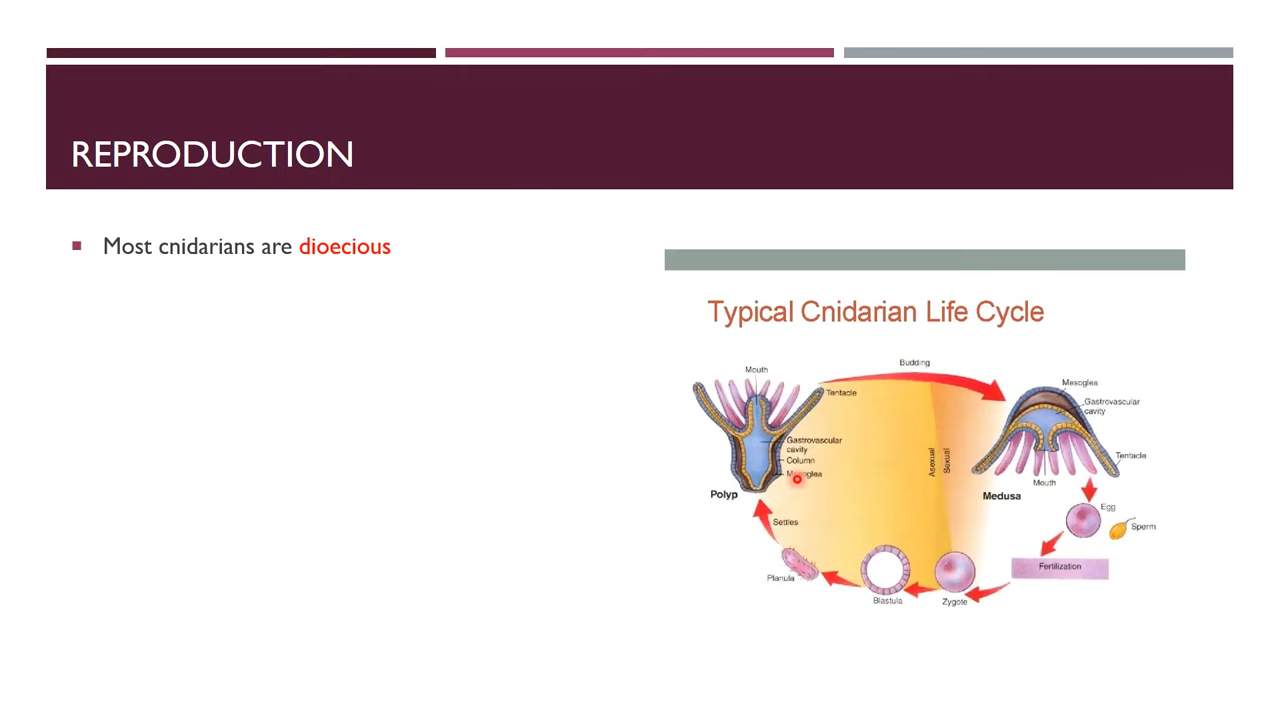 REPRODUCTION
Most cnidarians are dioecious
Typical Cnidarian Life Cycle
Budding
Mouth
Tentacle
Gastrovascular
cavity
Column
Mesoglea
Polyp
Settles
Planula
Blastula
Zygote
Asexual
Sexual
Mesoglea
Gastrovascular
cavity
Tentacle
Mouth
Medusa
Egg
Sperm
Fertilization